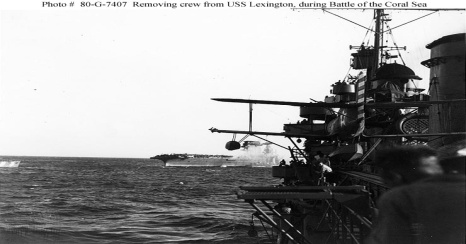 Photo # 80-G-7407 Removing crew from USS Lexington, during Battle of the Coral Sea